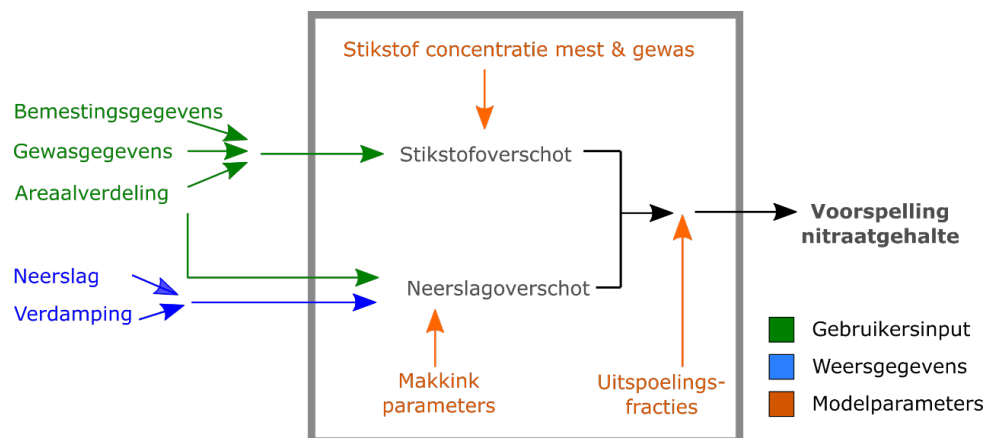 Stikstof concentratie mest & gewas
Bemestingsgegevens
Gewasgegevens
Areaalverdeling
Stikstofoverschot
Voorspelling
nitraatgehalte
Neerslag
Verdamping
Neerslagoverschot
Makkink
parameters
Uitspoelings-
fracties
Gebruikersinput
Weersgegevens
Modelparameters